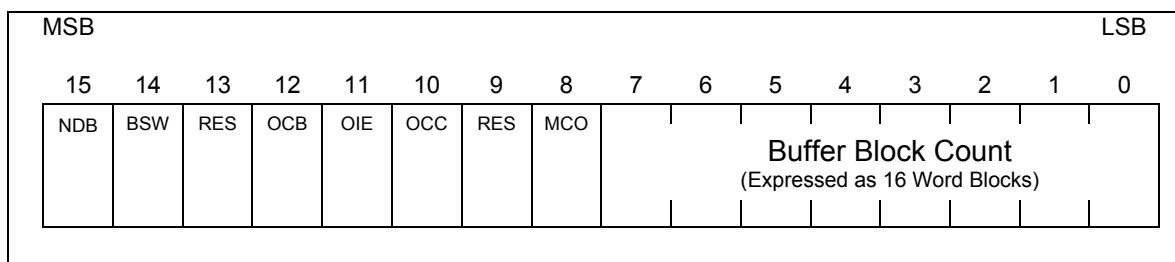 MSB LSB
15 14 13 12 11 10 9 8 7 6 5 4 3 2 1 0
NDB BSW RES OCB OIE OCC RES MCO
Buffer Block Count
(Expressed as 16 Word Blocks)